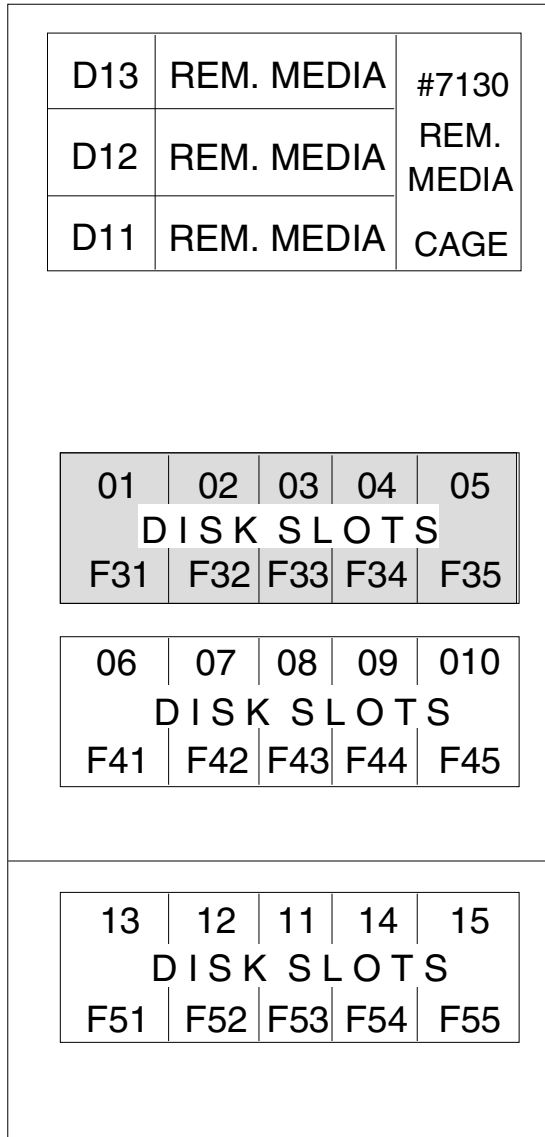 D13 REM. MEDIA #7130
D12 REM. MEDIA REM.
MEDIA
D11 REM. MEDIA CAGE
01 02 03 04 05
DISK SLOTS
F31 F32 F33 F34 F35
06 07 08 09 010
DISK SLOTS
F41 F42 F43 F44 F45
13 12 11 14 15
DISK SLOTS
F51 F52 F53 F54 F55